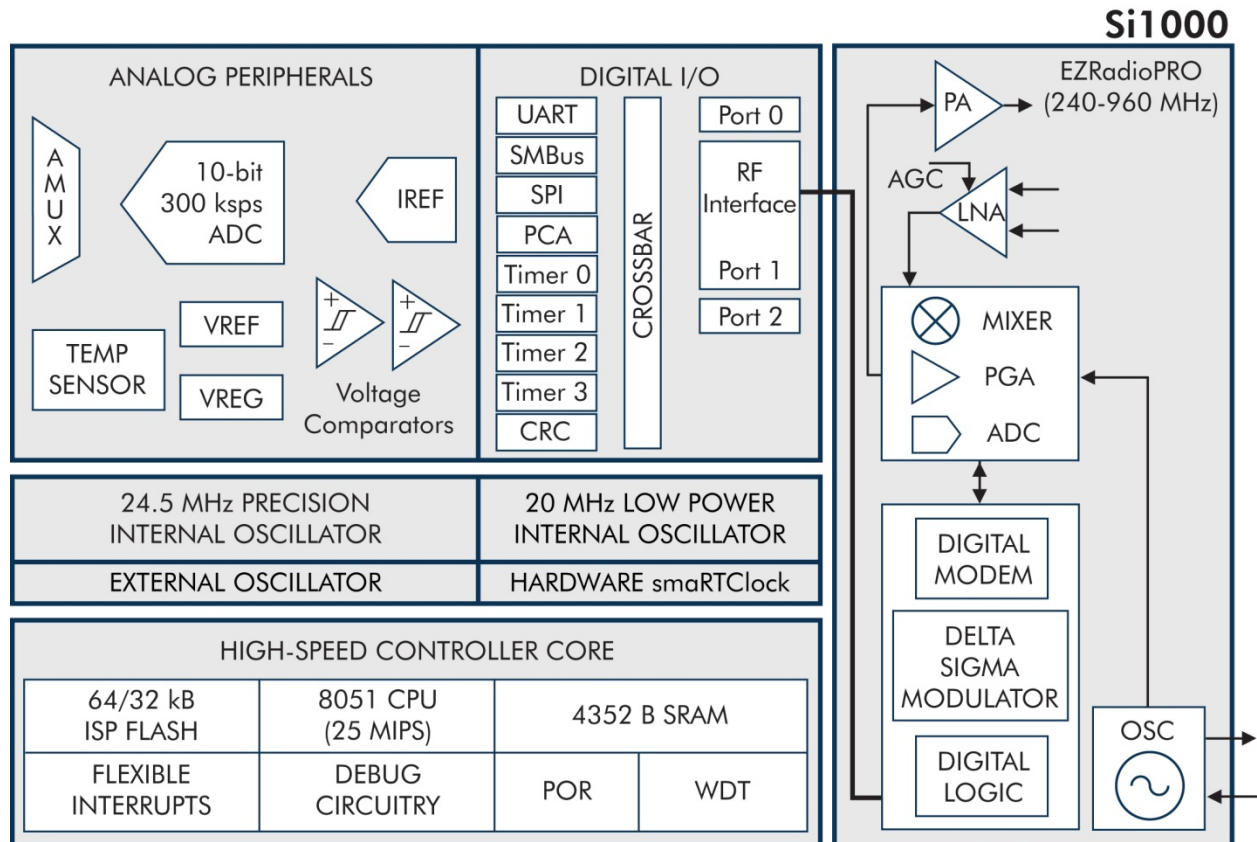 Si1000
ANALOG PERIPHERALS
A
M
U
X
10-bit
300 ksps
ADC
IREF
TEMP
SENSOR
VREF
VREG
+
-
+
-
Voltage
Comparators
DIGITAL I/O
UART
SMBus
SPI
PCA
Timer 0
Timer 1
Timer 2
Timer 3
CRC
CROSSBAR
Port 0
RF
Interface
Port 1
Port 2
EZRadioPRO
(240-960 MHz)
PA
AGC
LNA
MIXER
PGA
ADC
DIGITAL
MODEM
DELTA
SIGMA
MODULATOR
DIGITAL
LOGIC
OSC
24.5 MHz PRECISION
INTERNAL OSCILLATOR
20 MHz LOW POWER
INTERNAL OSCILLATOR
EXTERNAL OSCILLATOR
HARDWARE smaRTClock
HIGH-SPEED CONTROLLER CORE
64/32 kB
ISP FLASH
8051 CPU
(25 MIPS)
4352 B SRAM
FLEXIBLE
INTERRUPTS
DEBUG
CIRCUITRY
POR
WDT